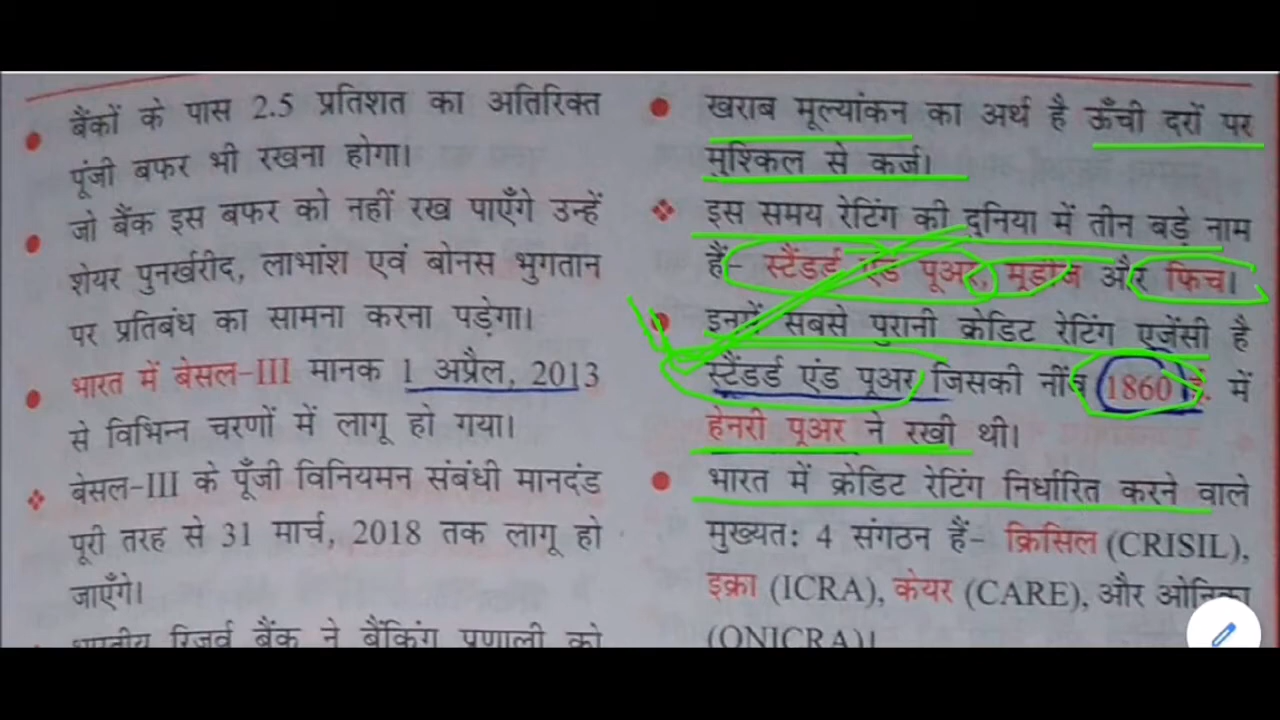 बैंकों के पास 2.5 प्रतिशत का अतिरिक्त
पूंजी बफर भी रखना होगा।
जो बैंक इस बफर को नहीं रख पाएँगे उन्हें
शेयर पुनर्खरीद, लाभांश एवं बोनस भुगतान
पर प्रतिबंध का सामना करना पड़ेगा।
भारत में बेसल-III मानक 1 अप्रैल, 2013
से विभिन्न चरणों में लागू हो गया।
बेसल-III के पूँजी विनियमन संबंधी मानदंड
पूरी तरह से 31 मार्च, 2018 तक लागू हो
जाएँगे।
भारतीय रिजर्व बैंक ने बैंकिंग प्रणाली को
खराब मूल्यांकन का अर्थ है ऊँची दरों पर
मुश्किल से कर्ज।
इस समय रेटिंग की दुनिया में तीन बड़े नाम
हैं- स्टैंडर्ड एंड पूअर, मूडीज और फिच।
इनमें सबसे पुरानी क्रेडिट रेटिंग एजेंसी है
स्टैंडर्ड एंड पूअर जिसकी नींव 1860 ई. में
हेनरी पूअर ने रखी थी।
भारत में क्रेडिट रेटिंग निर्धारित करने वाले
मुख्यत: 4 संगठन हैं- क्रिसिल (CRISIL),
इक्रा (ICRA), केयर (CARE), और ओनिक्रा
(ONICRA)।